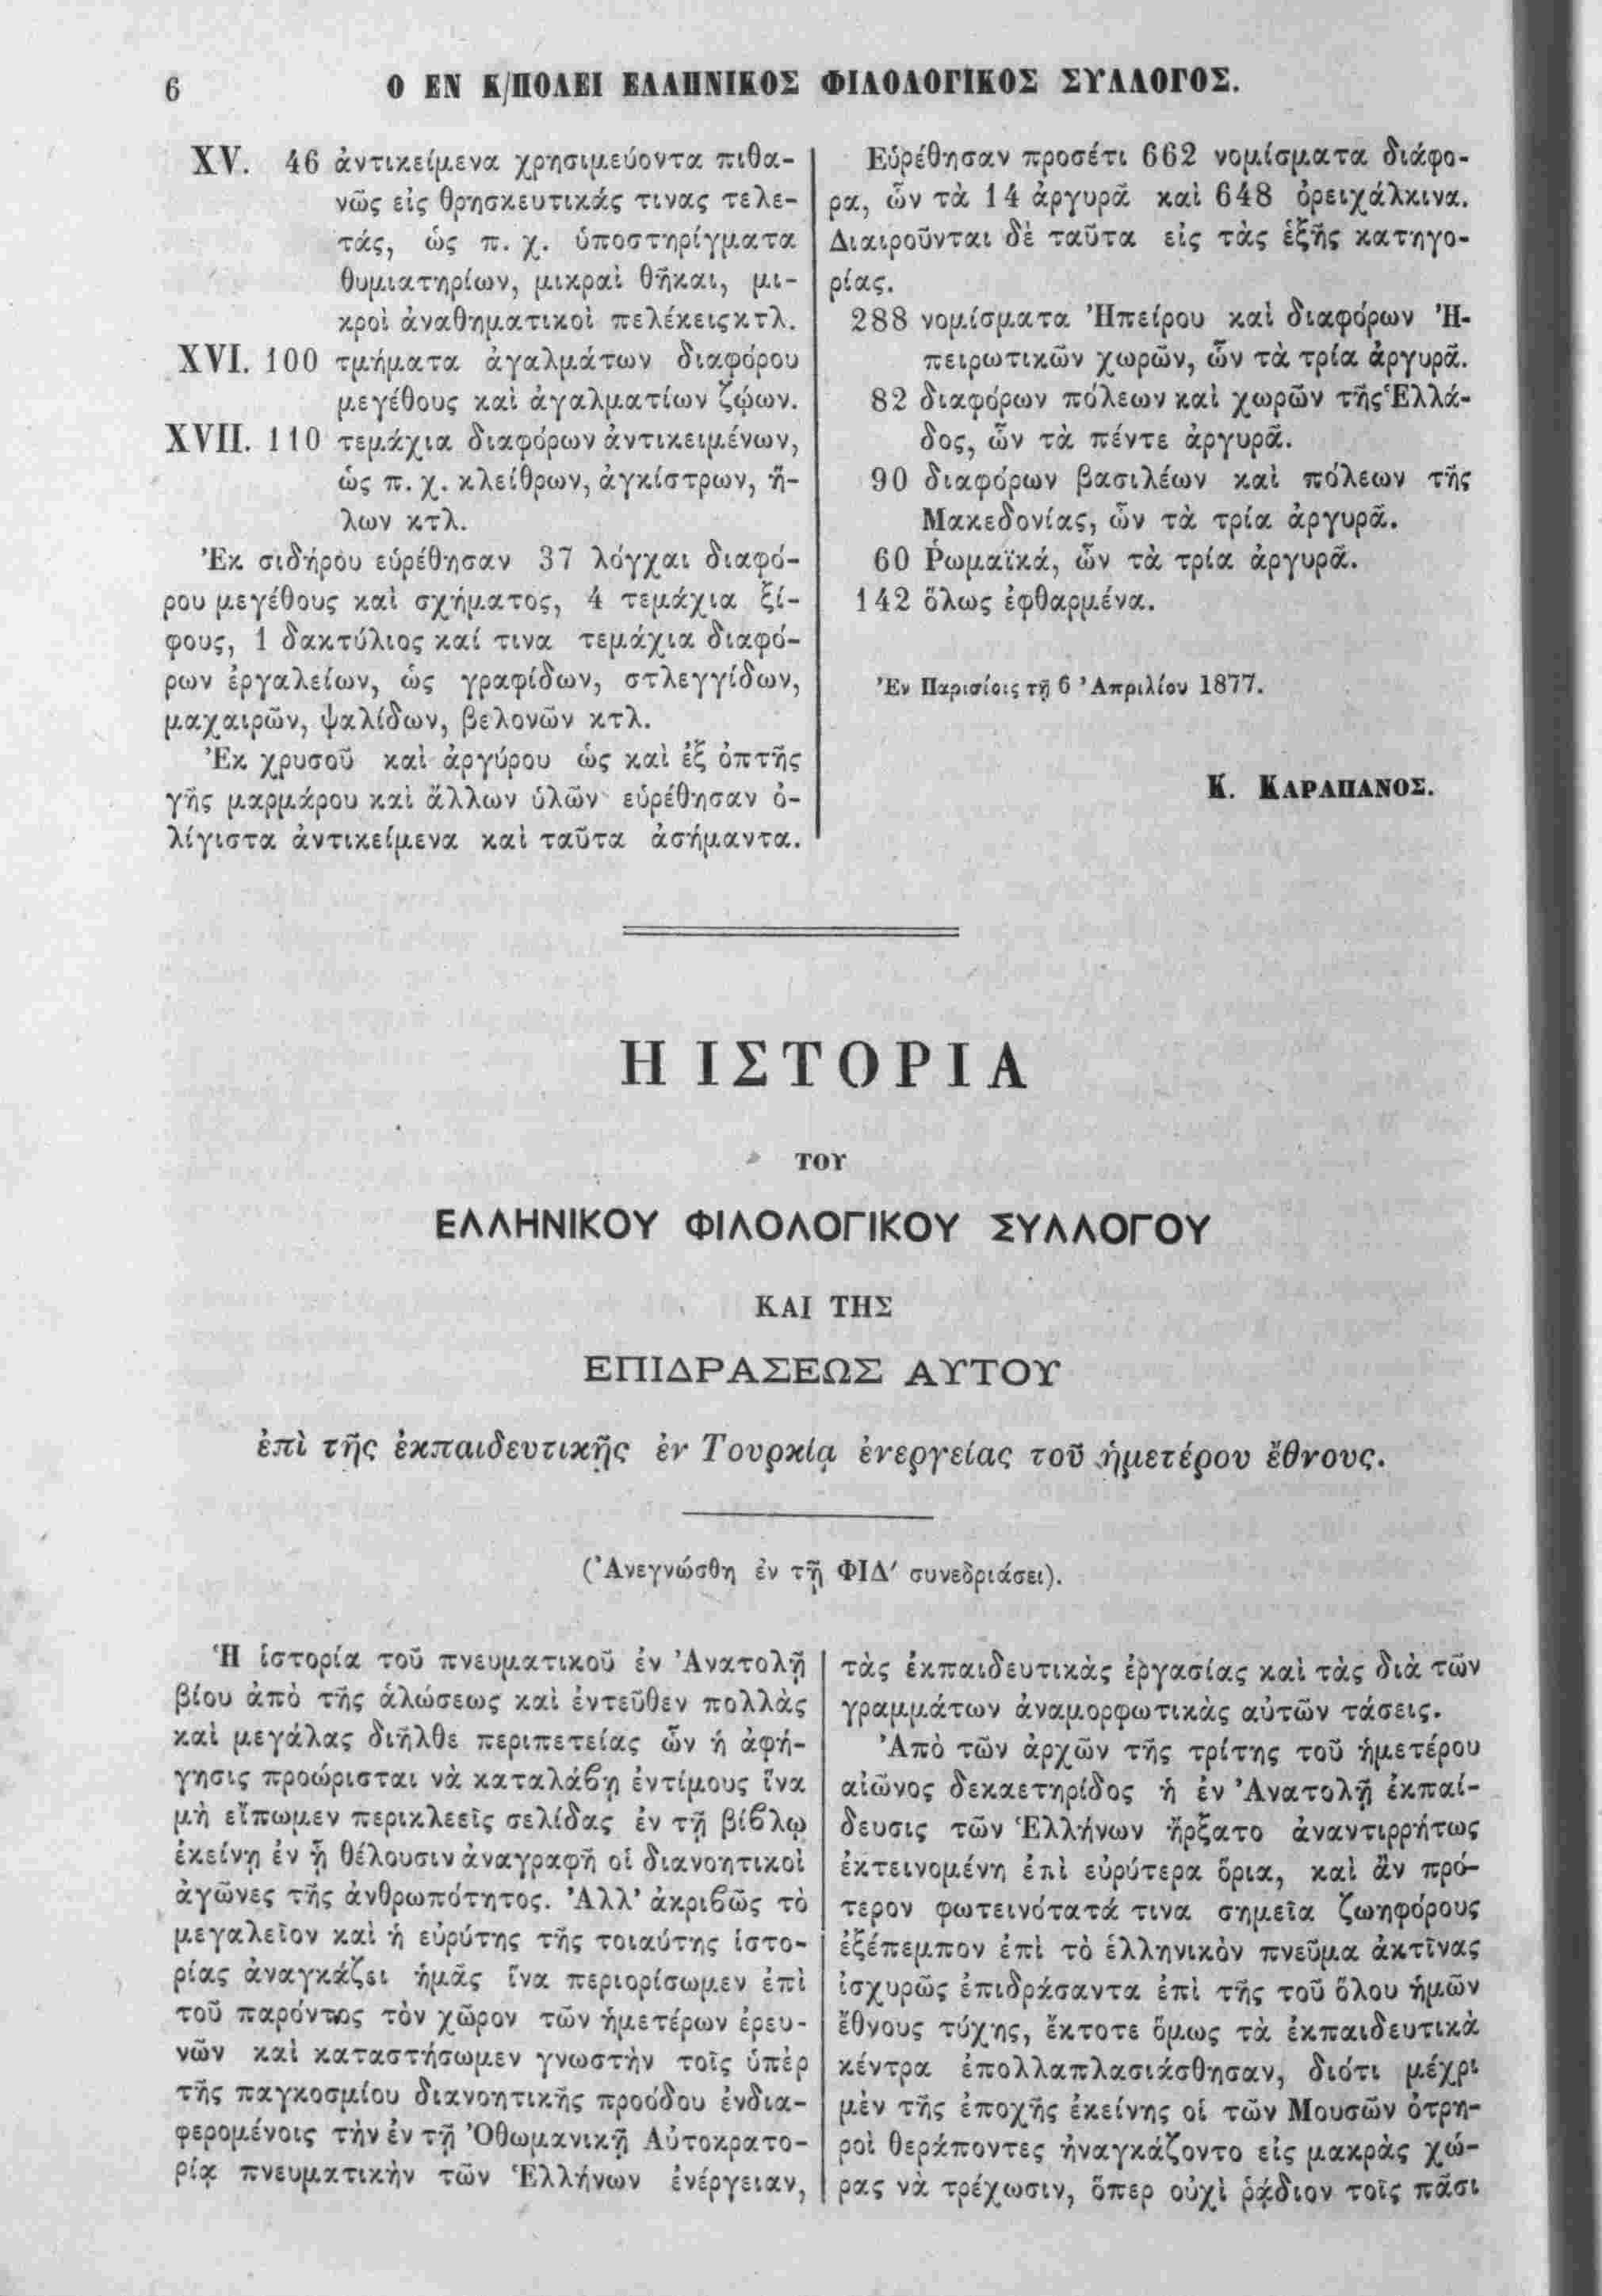 6
Ο ΕΝ Κ/ΠΟΛΕΙ ΕΛΛΗΝΙΚΟΣ ΦΙΛΟΛΟΓΙΚΟΣ ΣΥΛΛΟΓΟΣ.
XV. 46 ἀντικείμενα χρησιμεύοντα πιθα-
νῶς εἰς θρησκευτικάς τινας τελε-
τάς, ὡς π. χ. ὑποστηρίγματα
θυμιατηρίων, μικραὶ θῆκαι, μι-
κροὶ ἀναθηματικοὶ πελέκεις κτλ.
XVI. 100 τμήματα ἀγαλμάτων διαφόρου
μεγέθους καὶ ἀγαλματίων ζῴων.
XVII. 110 τεμάχια διαφόρων ἀντικειμένων,
ὡς π. χ. κλείθρων, ἀγκίστρων, ἥ-
λων κτλ.
Ἐκ σιδήρου εὑρέθησαν 37 λόγχαι διαφό-
ρου μεγέθους καὶ σχήματος, 4 τεμάχια ξί-
φους, 1 δακτύλιος καί τινα τεμάχια διαφό-
ρων ἐργαλείων, ὡς γραφίδων, στλεγγίδων,
μαχαιρῶν, ψαλίδων, βελονῶν κτλ.
Ἐκ χρυσοῦ καὶ ἀργύρου ὡς καὶ ἐξ ὀπτῆς
γῆς μαρμάρου καὶ ἄλλων ὑλῶν εὑρέθησαν ὀ-
λίγιστα ἀντικείμενα καὶ ταῦτα ἀσήμαντα.
Εὑρέθησαν προσέτι 662 νομίσματα διάφο-
ρα, ὧν τὰ 14 ἀργυρᾶ καὶ 648 ὀρειχάλκινα.
Διαιροῦνται δὲ ταῦτα εἰς τὰς ἑξῆς κατηγο-
ρίας.
288 νομίσματα Ἠπείρου καὶ διαφόρων Ἠ-
πειρωτικῶν χωρῶν, ὧν τὰ τρία ἀργυρᾶ.
82 διαφόρων πόλεων καὶ χωρῶν τῆς Ἑλλά-
δος, ὧν τὰ πέντε ἀργυρᾶ.
90 διαφόρων βασιλέων καὶ πόλεων τῆς
Μακεδονίας, ὧν τὰ τρία ἀργυρᾶ.
60 Ῥωμαϊκά, ὧν τὰ τρία ἀργυρᾶ.
142 ὅλως ἐφθαρμένα.
Ἐν Παρισίοις τῇ 6 Ἀπριλίου 1877.
Κ. ΚΑΡΑΠΑΝΟΣ.
Η ΙΣΤΟΡΙΑ
ΤΟΥ
ΕΛΛΗΝΙΚΟΥ ΦΙΛΟΛΟΓΙΚΟΥ ΣΥΛΛΟΓΟΥ
ΚΑΙ ΤΗΣ
ΕΠΙΔΡΑΣΕΩΣ ΑΥΤΟΥ
ἐπὶ τῆς ἐκπαιδευτικῆς ἐν Τουρκίᾳ ἐνεργείας τοῦ ἡμετέρου ἔθνους.
(Ἀνεγνώσθη ἐν τῇ ΦΙΔʹ συνεδριάσει).
Ἡ ἱστορία τοῦ πνευματικοῦ ἐν Ἀνατολῇ
βίου ἀπὸ τῆς ἁλώσεως καὶ ἐντεῦθεν πολλὰς
καὶ μεγάλας διῆλθε περιπετείας ὧν ἡ ἀφή-
γησις προώρισται νὰ καταλάβῃ ἐντίμους ἵνα
μὴ εἴπωμεν περικλεεῖς σελίδας ἐν τῇ βίβλῳ
ἐκείνῃ ἐν ᾗ θέλουσιν ἀναγραφῆ οἱ διανοητικοὶ
ἀγῶνες τῆς ἀνθρωπότητος. Ἀλλ' ἀκριβῶς τὸ
μεγαλεῖον καὶ ἡ εὐρύτης τῆς τοιαύτης ἱστο-
ρίας ἀναγκάζει ἡμᾶς ἵνα περιορίσωμεν ἐπὶ
τοῦ παρόντος τὸν χῶρον τῶν ἡμετέρων ἐρευ-
νῶν καὶ καταστήσωμεν γνωστὴν τοῖς ὑπὲρ
τῆς παγκοσμίου διανοητικῆς προόδου ἐνδια-
φερομένοις τὴν ἐν τῇ Ὀθωμανικῇ Αὐτοκρατο-
ρίᾳ πνευματικὴν τῶν Ἑλλήνων ἐνέργειαν,
τὰς ἐκπαιδευτικὰς ἐργασίας καὶ τὰς διὰ τῶν
γραμμάτων ἀναμορφωτικὰς αὐτῶν τάσεις.
Ἀπὸ τῶν ἀρχῶν τῆς τρίτης τοῦ ἡμετέρου
αἰῶνος δεκαετηρίδος ἡ ἐν Ἀνατολῇ ἐκπαί-
δευσις τῶν Ἑλλήνων ἤρξατο ἀναντιρρήτως
ἐκτεινομένη ἐπὶ εὐρύτερα ὅρια, καὶ ἂν πρό-
τερον φωτεινότατά τινα σημεῖα ζωηφόρους
ἐξέπεμπον ἐπὶ τὸ ἑλληνικὸν πνεῦμα ἀκτῖνας
ἰσχυρῶς ἐπιδράσαντα ἐπὶ τῆς τοῦ ὅλου ἡμῶν
ἔθνους τύχης, ἔκτοτε ὅμως τὰ ἐκπαιδευτικὰ
κέντρα ἐπολλαπλασιάσθησαν, διότι μέχρι
μὲν τῆς ἐποχῆς ἐκείνης οἱ τῶν Μουσῶν ὀτρη-
ροὶ θεράποντες ἠναγκάζοντο εἰς μακρὰς χώ-
ρας νὰ τρέχωσιν, ὅπερ οὐχὶ ῥᾴδιον τοῖς πᾶσι